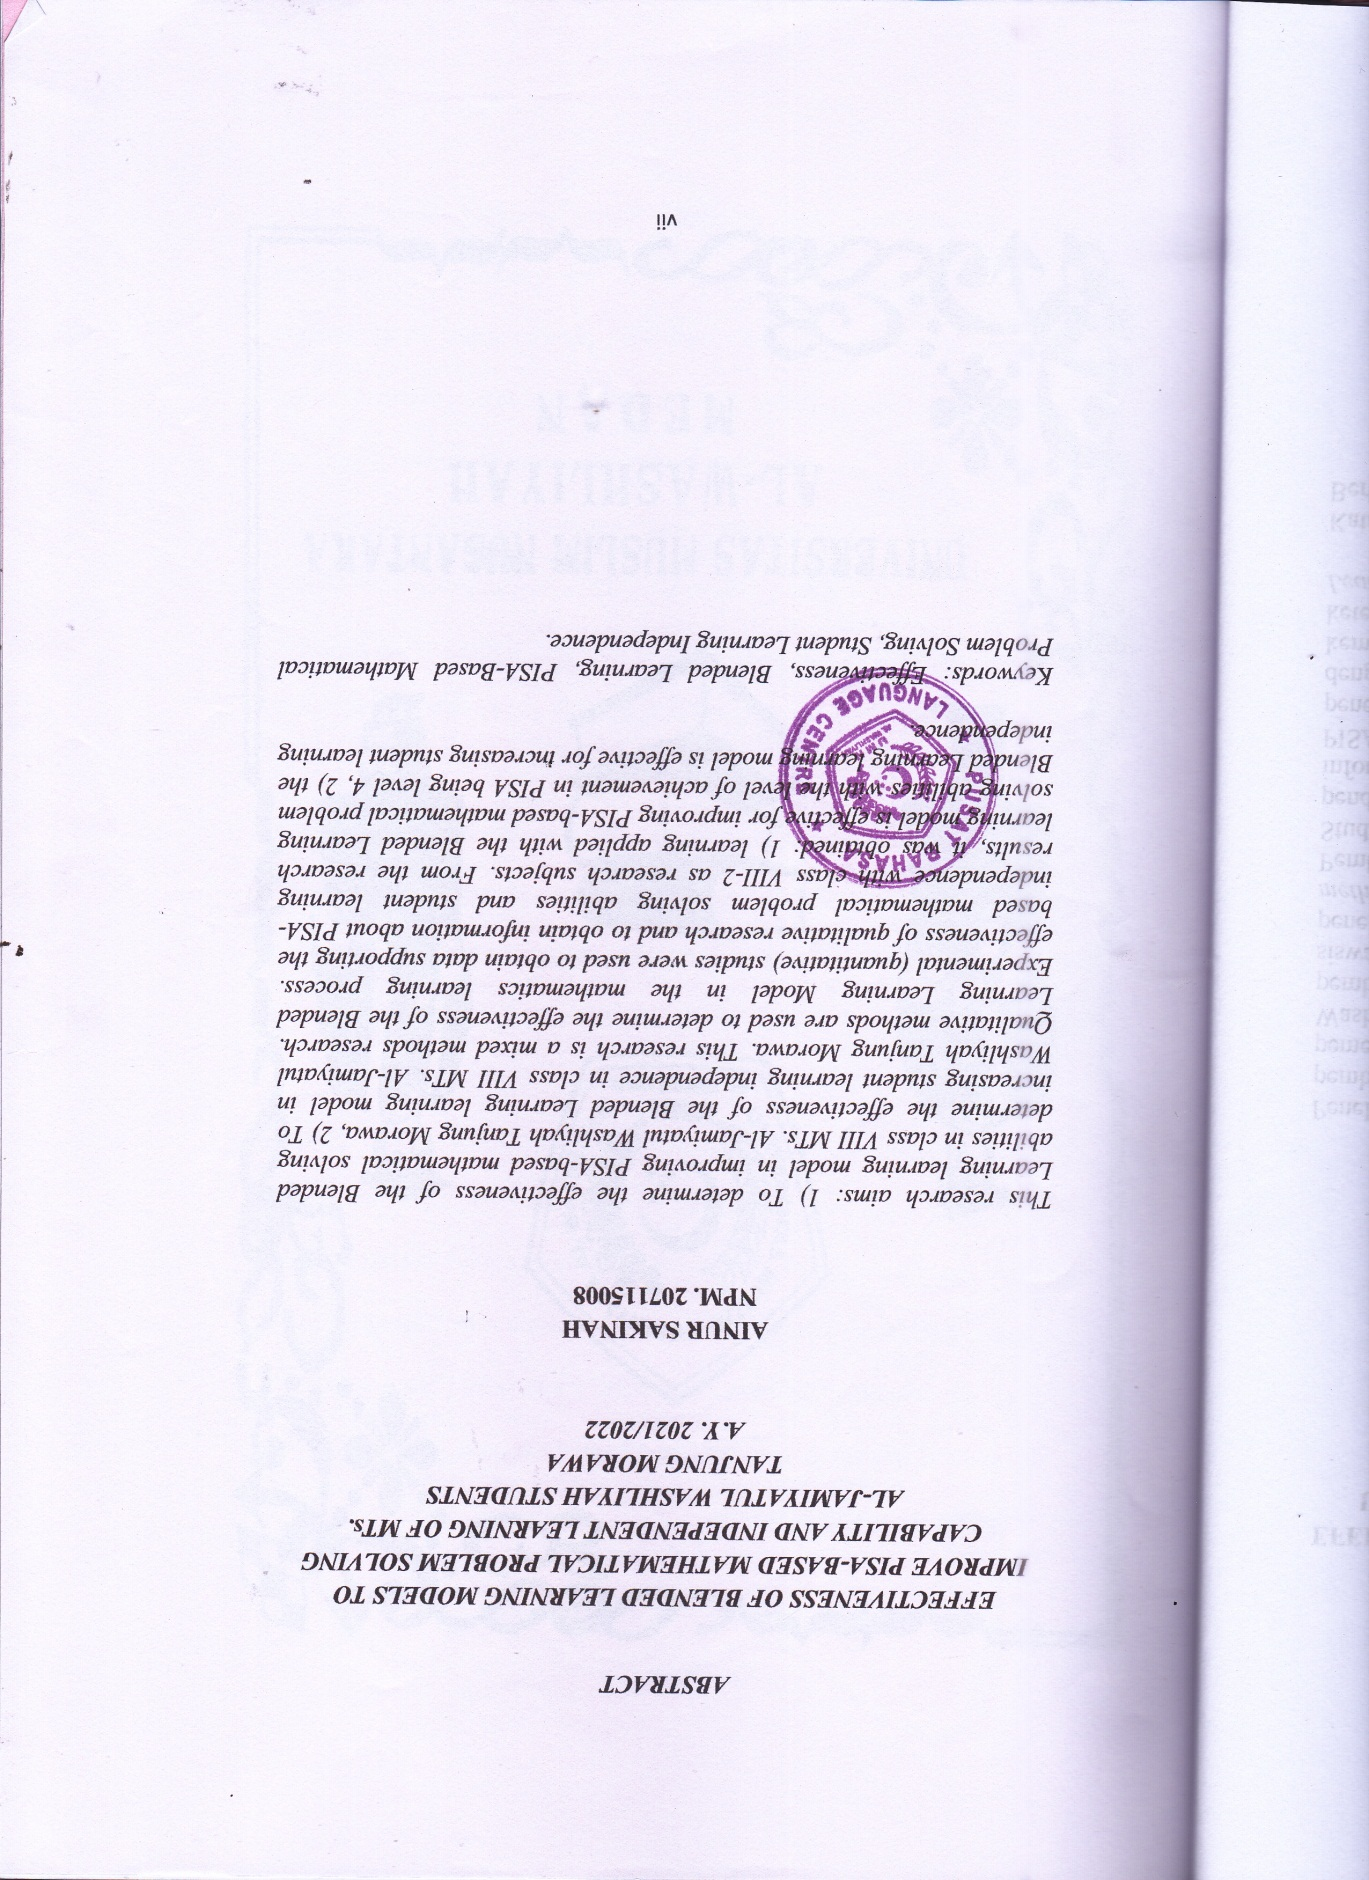 ABSTRACT
EFFECTIVENESS OF BLENDED LEARNING MODELS TO
IMPROVE PISA-BASED MATHEMATICAL PROBLEM SOLVING
CAPABILITY AND INDEPENDENT LEARNING OF MTs.
AL-JAMIYATUL WASHLIYAH STUDENTS
TANJUNG MORAWA
A.Y. 2021/2022
AINUR SAKINAH
NPM. 207115008
This research aims: 1) To determine the effectiveness of the Blended
Learning learning model in improving PISA-based mathematical solving
abilities in class VIII MTs. Al-Jamiyatul Washliyah Tanjung Morawa, 2) To
determine the effectiveness of the Blended Learning learning model in
increasing student learning independence in class VIII MTs. Al-Jamiyatul
Washliyah Tanjung Morawa. This research is a mixed methods research.
Qualitative methods are used to determine the effectiveness of the Blended
Learning Learning Model in the mathematics learning process.
Experimental (quantitative) studies were used to obtain data supporting the
effectiveness of qualitative research and to obtain information about PISA-
based mathematical problem solving abilities and student learning
independence with class VIII-2 as research subjects. From the research
results, it was obtained: 1) learning applied with the Blended Learning
learning model is effective for improving PISA-based mathematical problem
solving abilities with the level of achievement in PISA being level 4, 2) the
Blended Learning learning model is effective for increasing student learning
independence.
Keywords: Effectiveness, Blended Learning, PISA-Based Mathematical
Problem Solving, Student Learning Independence.
PUSAT BAHASA
LANGUAGE CENTRE
vii